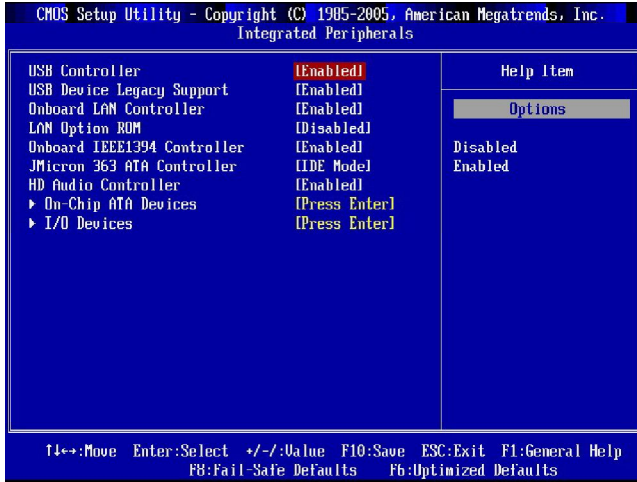 CMOS Setup Utility - Copyright (C) 1985-2005, American Megatrends, Inc.
Integrated Peripherals
USB Controller [Enabled]
USB Device Legacy Support [Enabled]
Onboard LAN Controller [Enabled]
LAN Option ROM [Disabled]
Onboard IEEE1394 Controller [Enabled]
JMicron 363 ATA Controller [IDE Mode]
HD Audio Controller [Enabled]
▶ On-Chip ATA Devices [Press Enter]
▶ I/O Devices [Press Enter]
Help Item
Options
Disabled
Enabled
↑↓←→:Move Enter:Select +/-/:Value F10:Save ESC:Exit F1:General Help
F8:Fail-Safe Defaults F6:Optimized Defaults